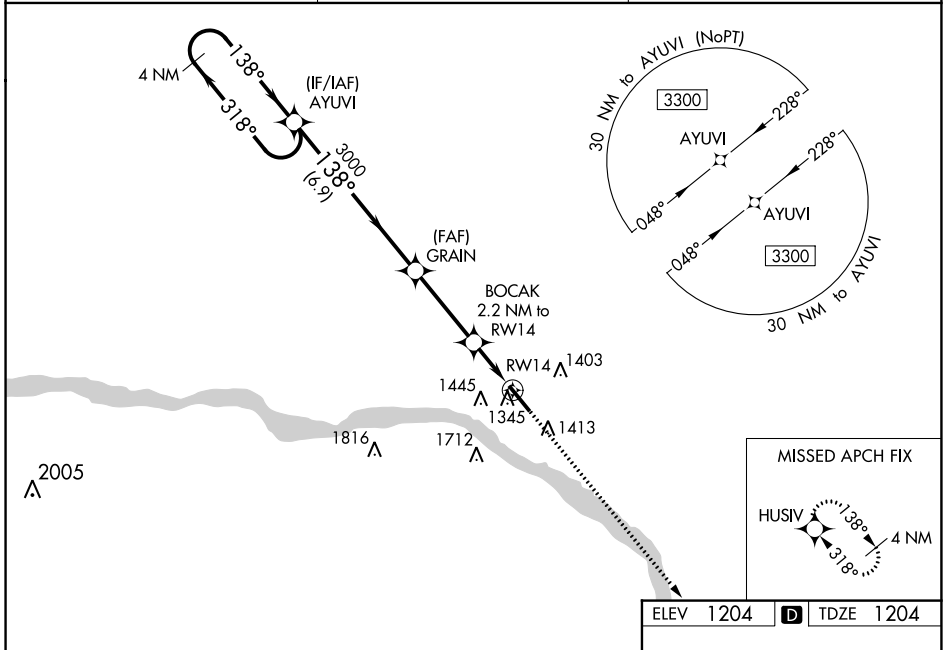 4 NM
138°
318°
(IF/IAF)
AYUVI
3000
138°
(6.9)
(FAF)
GRAIN
BOCAK
2.2 NM to
RW14
RW14
1403
1445
1345
1413
1816
1712
2005
30 NM to AYUVI (NoPT)
3300
AYUVI
228°
048°
228°
048°
AYUVI
3300
30 NM to AYUVI
MISSED APCH FIX
HUSIV
138°
318°
4 NM
ELEV 1204 D TDZE 1204